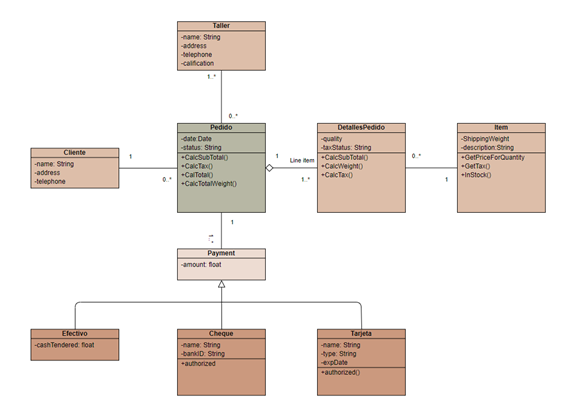 Taller
-name: String
-address
-telephone
-calification
1..*
0..*
Pedido
-date:Date
-status: String
+CalcSubTotal()
+CalcTax()
+CalTotal()
+CalcTotalWeight()
DetallesPedido
-quality
-taxStatus: String
+CalcSubTotal()
+CalcWeight()
+CalcTax()
Item
-ShippingWeight
-description:String
+GetPriceForQuantity
+GetTax()
+InStock()
Cliente
-name: String
-address
-telephone
1
0..*
1
Line item
1..*
0..*
1
1
1..*
Payment
-amount: float
Efectivo
-cashTendered: float
Cheque
-name: String
-bankID: String
+authorized
Tarjeta
-name: String
-type: String
-expDate
+authorized()